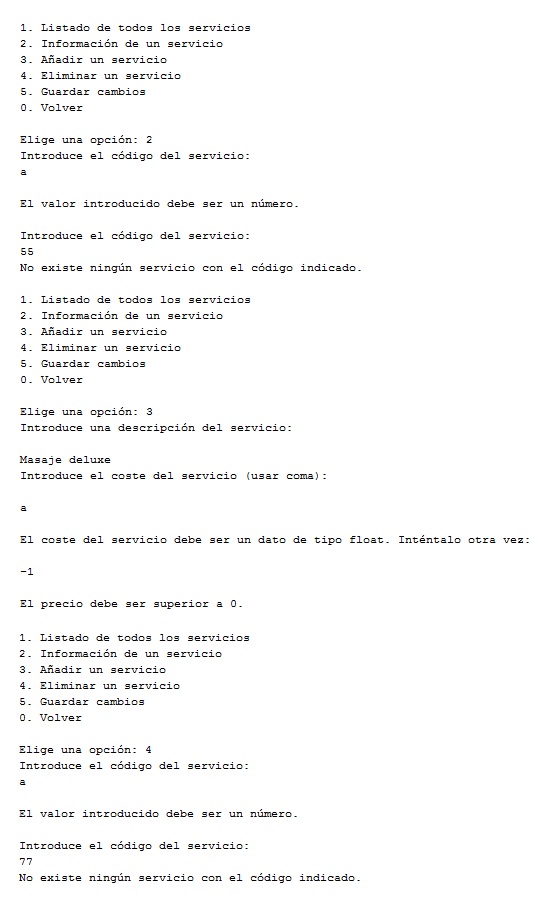 1. Listado de todos los servicios
2. Información de un servicio
3. Añadir un servicio
4. Eliminar un servicio
5. Guardar cambios
0. Volver
Elige una opción: 2
Introduce el código del servicio:
a
El valor introducido debe ser un número.
Introduce el código del servicio:
55
No existe ningún servicio con el código indicado.
1. Listado de todos los servicios
2. Información de un servicio
3. Añadir un servicio
4. Eliminar un servicio
5. Guardar cambios
0. Volver
Elige una opción: 3
Introduce una descripción del servicio:
Masaje deluxe
Introduce el coste del servicio (usar coma):
a
El coste del servicio debe ser un dato de tipo float. Inténtalo otra vez:
-1
El precio debe ser superior a 0.
1. Listado de todos los servicios
2. Información de un servicio
3. Añadir un servicio
4. Eliminar un servicio
5. Guardar cambios
0. Volver
Elige una opción: 4
Introduce el código del servicio:
a
El valor introducido debe ser un número.
Introduce el código del servicio:
77
No existe ningún servicio con el código indicado.